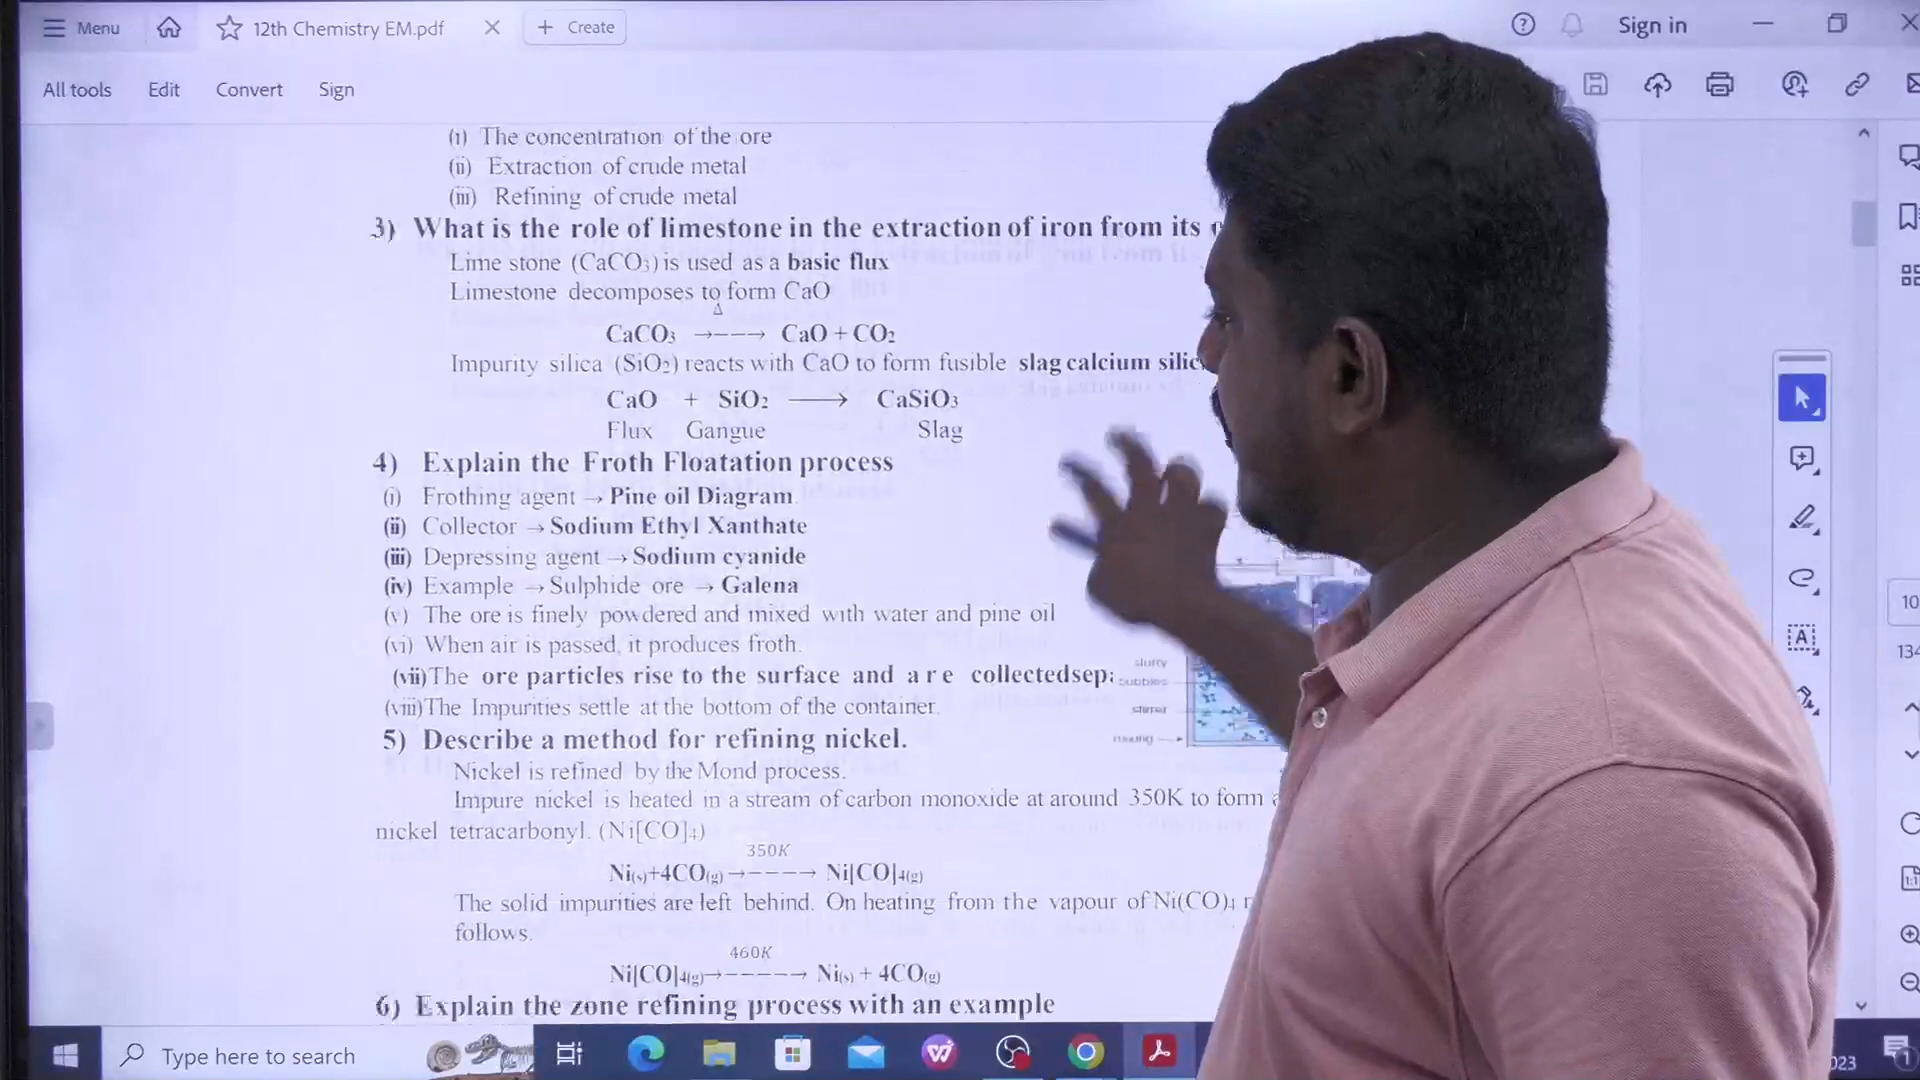 Menu
12th Chemistry EM.pdf
+ Create
Sign in
All tools Edit Convert Sign
(i) The concentration of the ore
(ii) Extraction of crude metal
(iii) Refining of crude metal
3) What is the role of limestone in the extraction of iron from its
Lime stone (CaCO₃) is used as a basic flux
Limestone decomposes to form CaO
Δ
CaCO₃ →---→ CaO + CO₂
Impurity silica (SiO₂) reacts with CaO to form fusible slag calcium
CaO + SiO₂ ⟶ CaSiO₃
Flux Gangue Slag
4) Explain the Froth Floatation process
(i) Frothing agent → Pine oil Diagram.
(ii) Collector → Sodium Ethyl Xanthate
(iii) Depressing agent → Sodium cyanide
(iv) Example → Sulphide ore → Galena
(v) The ore is finely powdered and mixed with water and pine oil
(vi) When air is passed, it produces froth.
(vii)The ore particles rise to the surface and are collected
slurry
bubbles
(viii)The Impurities settle at the bottom of the container.
stirrer
5) Describe a method for refining nickel.
Nickel is refined by the Mond process.
Impure nickel is heated in a stream of carbon monoxide at around 350K to form
nickel tetracarbonyl. (Ni[CO]₄)
350K
Ni(s)+4CO(g) →----→ Ni[CO]₄(g)
The solid impurities are left behind. On heating from the vapour of Ni(CO)₄
follows.
460K
Ni[CO]₄(g)→-----→ Ni(s) + 4CO(g)
6) Explain the zone refining process with an example
Type here to search